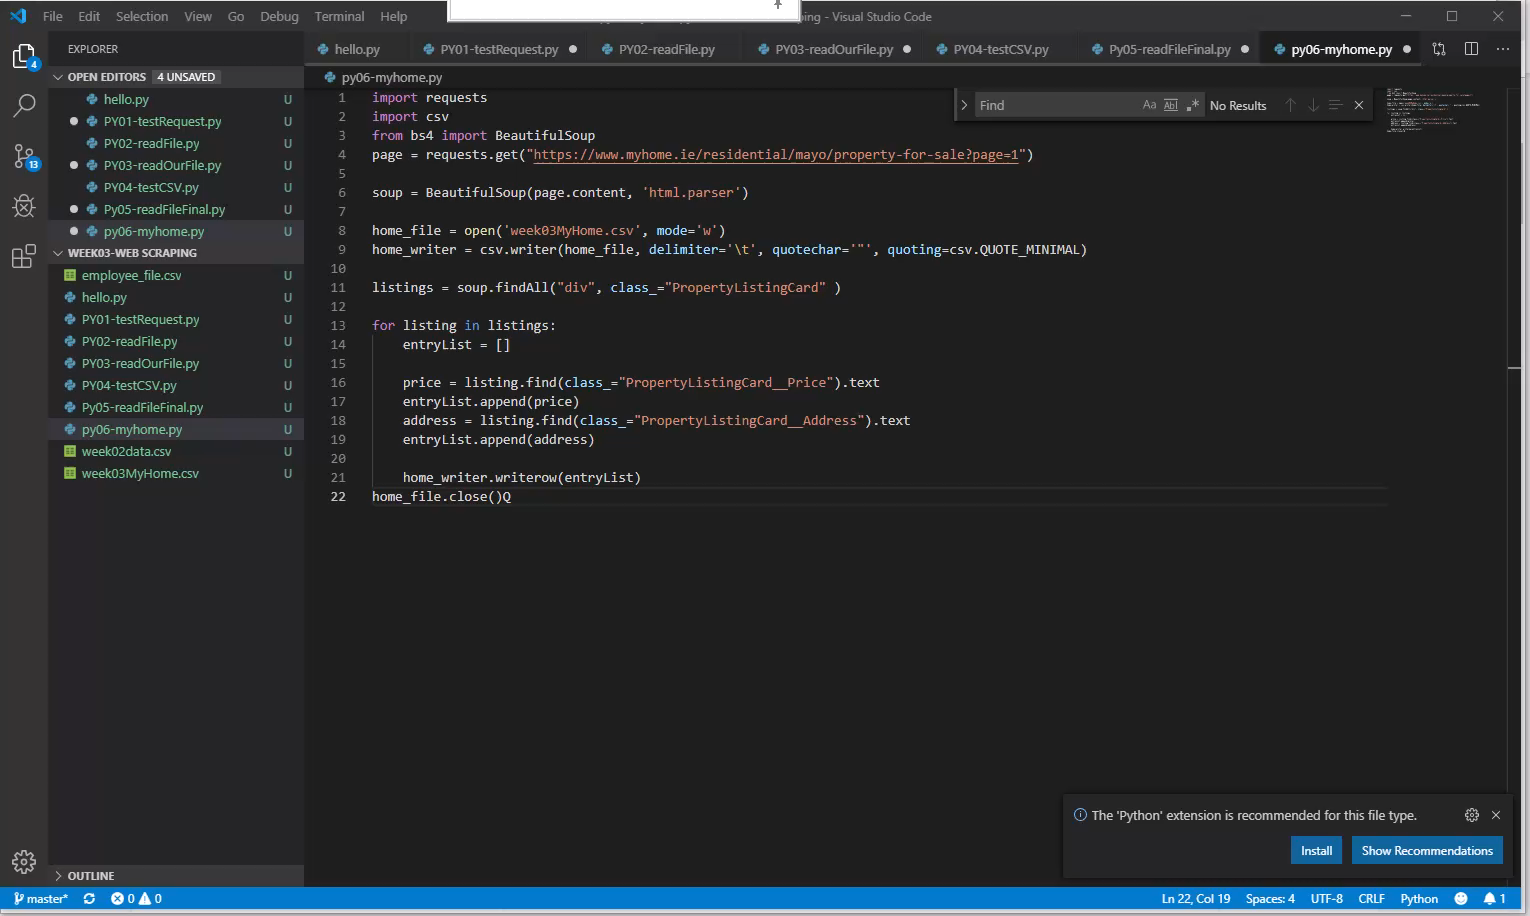 File Edit Selection View Go Debug Terminal Help
ping - Visual Studio Code
EXPLORER
OPEN EDITORS 4 UNSAVED
hello.py U
PY01-testRequest.py U
PY02-readFile.py U
PY03-readOurFile.py U
PY04-testCSV.py U
Py05-readFileFinal.py U
py06-myhome.py U
WEEK03-WEB SCRAPING
employee_file.csv U
hello.py U
PY01-testRequest.py U
PY02-readFile.py U
PY03-readOurFile.py U
PY04-testCSV.py U
Py05-readFileFinal.py U
py06-myhome.py U
week02data.csv U
week03MyHome.csv U
OUTLINE
4
13
hello.py PY01-testRequest.py PY02-readFile.py PY03-readOurFile.py PY04-testCSV.py Py05-readFileFinal.py py06-myhome.py
py06-myhome.py
Find Aa Abl .* No Results
1 import requests
2 import csv
3 from bs4 import BeautifulSoup
4 page = requests.get("https://www.myhome.ie/residential/mayo/property-for-sale?page=1")
5
6 soup = BeautifulSoup(page.content, 'html.parser')
7
8 home_file = open('week03MyHome.csv', mode='w')
9 home_writer = csv.writer(home_file, delimiter='\t', quotechar='"', quoting=csv.QUOTE_MINIMAL)
10
11 listings = soup.findAll("div", class_="PropertyListingCard" )
12
13 for listing in listings:
14 entryList = []
15
16 price = listing.find(class_="PropertyListingCard__Price").text
17 entryList.append(price)
18 address = listing.find(class_="PropertyListingCard__Address").text
19 entryList.append(address)
20
21 home_writer.writerow(entryList)
22 home_file.close()Q
The 'Python' extension is recommended for this file type.
Install Show Recommendations
master* 0 0 Ln 22, Col 19 Spaces: 4 UTF-8 CRLF Python 1